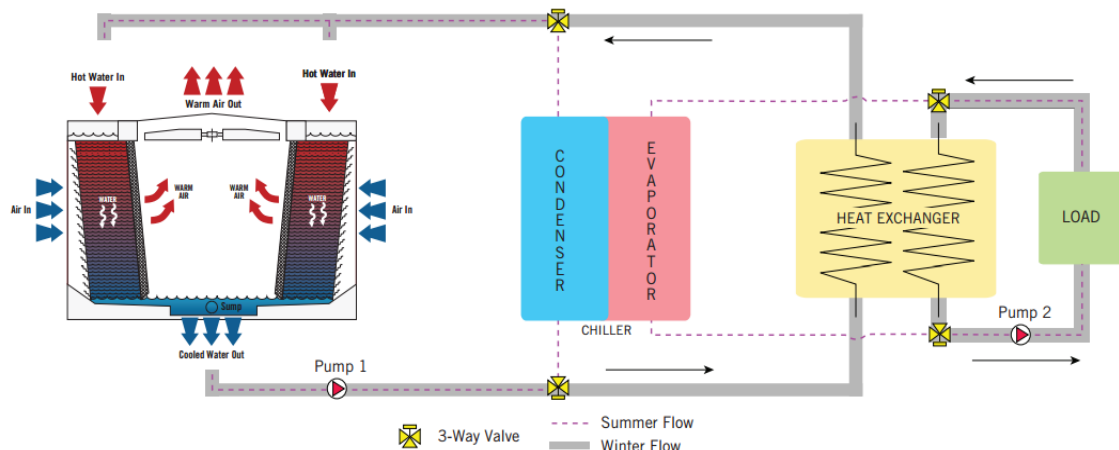 Hot Water In
Warm Air Out
Hot Water In
WATER
WARM
AIR
WARM
AIR
WATER
Air In
Air In
Sump
Cooled Water Out
Pump 1
CONDENSER
EVAPORATOR
CHILLER
HEAT EXCHANGER
LOAD
Pump 2
3-Way Valve
Summer Flow
Winter Flow